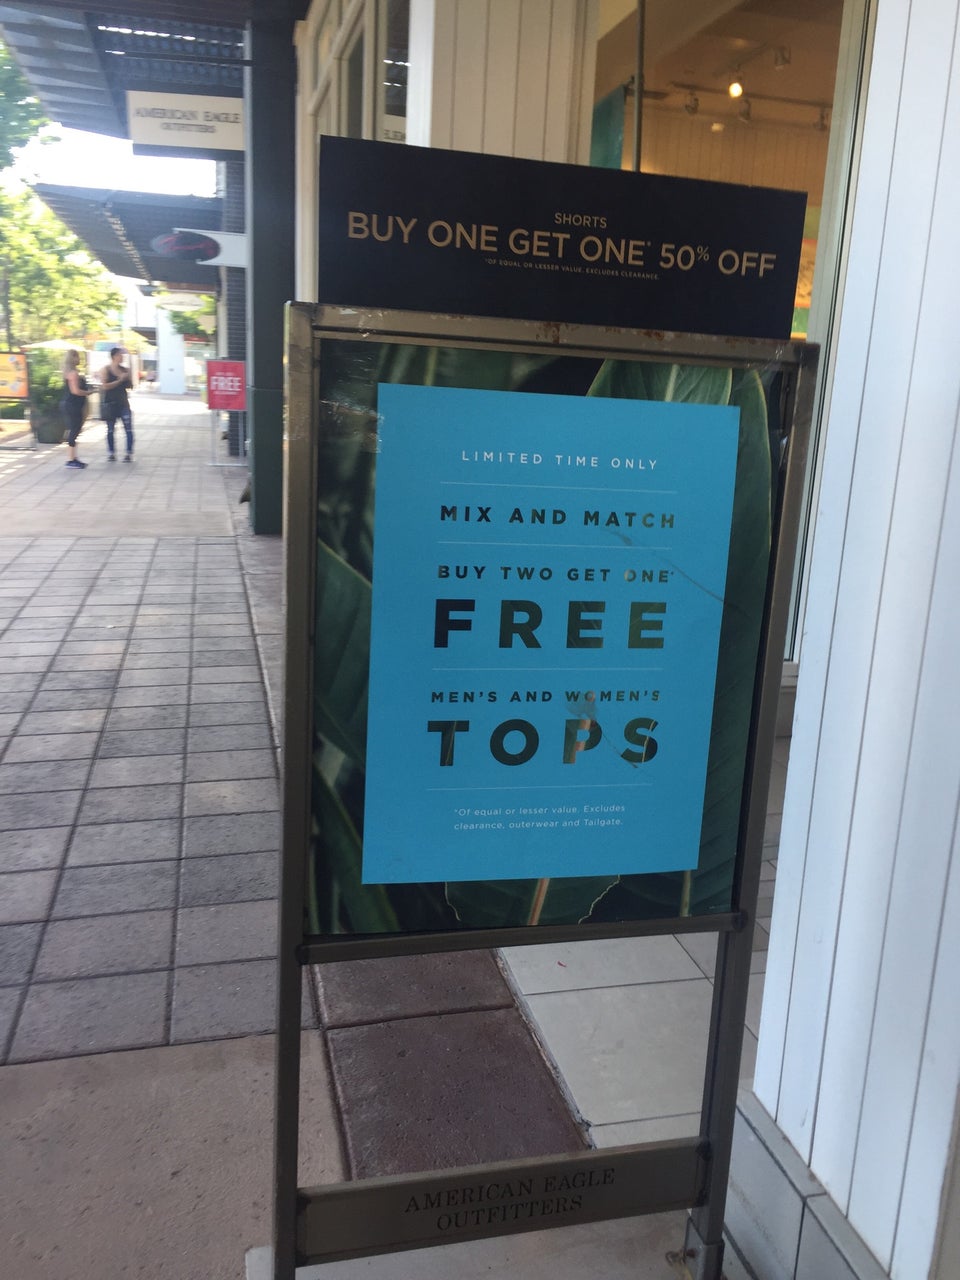 AMERICAN EAGLE
OUTFITTERS
SHORTS
BUY ONE GET ONE* 50% OFF
*OF EQUAL OR LESSER VALUE. EXCLUDES CLEARANCE.
FREE
LIMITED TIME ONLY
MIX AND MATCH
BUY TWO GET ONE*
FREE
MEN'S AND WOMEN'S
TOPS
*Of equal or lesser value. Excludes
clearance, outerwear and Tailgate.
AMERICAN EAGLE
OUTFITTERS